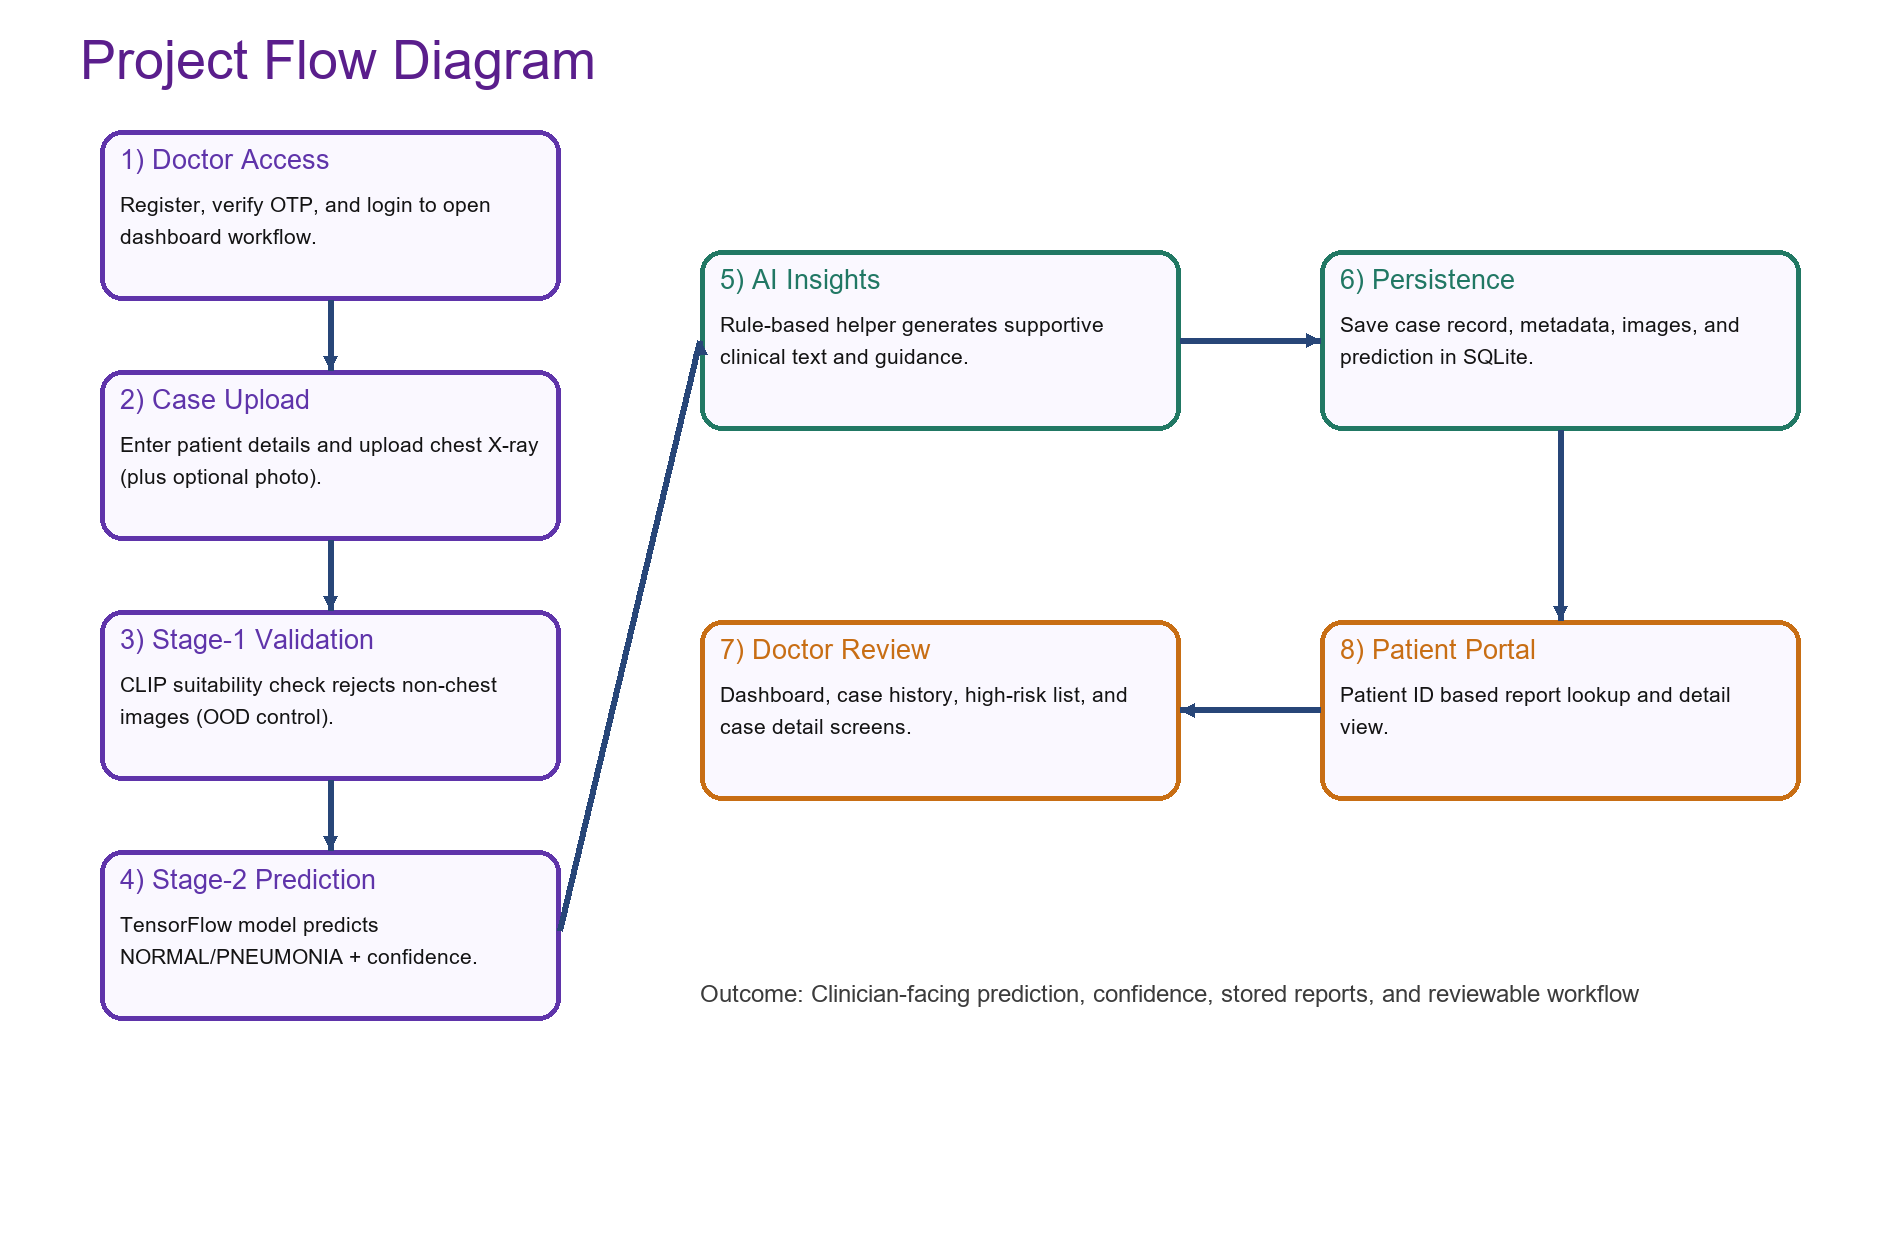 Project Flow Diagram
1) Doctor Access
Register, verify OTP, and login to open
dashboard workflow.
2) Case Upload
Enter patient details and upload chest X-ray
(plus optional photo).
3) Stage-1 Validation
CLIP suitability check rejects non-chest
images (OOD control).
4) Stage-2 Prediction
TensorFlow model predicts
NORMAL/PNEUMONIA + confidence.
5) AI Insights
Rule-based helper generates supportive
clinical text and guidance.
6) Persistence
Save case record, metadata, images, and
prediction in SQLite.
7) Doctor Review
Dashboard, case history, high-risk list, and
case detail screens.
8) Patient Portal
Patient ID based report lookup and detail
view.
Outcome: Clinician-facing prediction, confidence, stored reports, and reviewable workflow